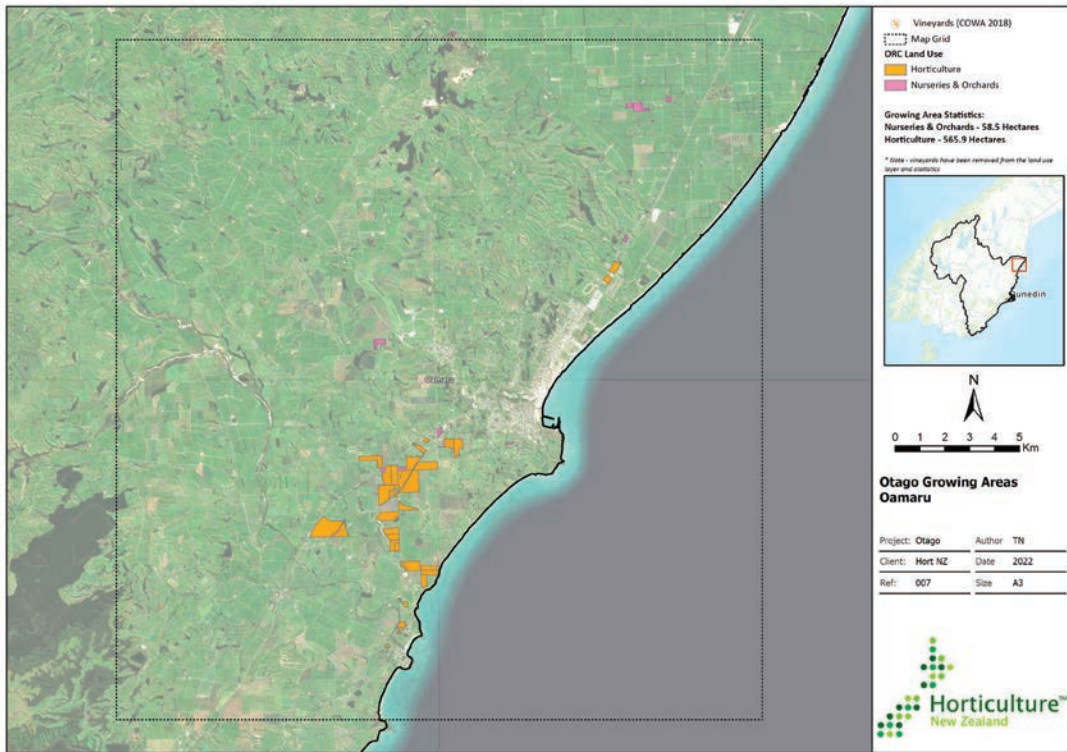 Vineyards (COWA 2018)
Map Grid
ORC Land Use
Horticulture
Nurseries & Orchards
Growing Area Statistics:
Nurseries & Orchards - 58.5 Hectares
Horticulture - 565.9 Hectares
* Note - vineyards have been removed from the land use
layer and statistics
Dunedin
Oamaru
N
0 1 2 3 4 5
Km
Otago Growing Areas
Oamaru
Project: Otago Author TN
Client: Hort NZ Date 2022
Ref: 007 Size A3
Horticulture™
New Zealand